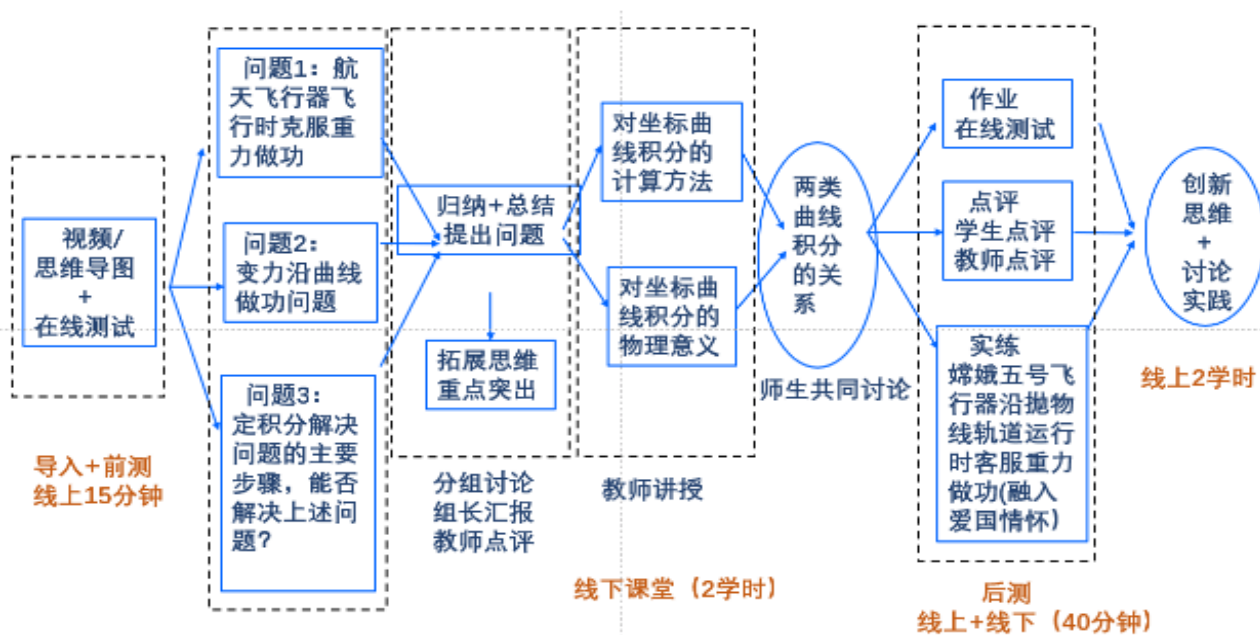 视频/
思维导图
+
在线测试
导入+前测
线上15分钟
问题1：航
天飞行器飞
行时克服重
力做功
问题2：
变力沿曲线
做功问题
问题3：
定积分解决
问题的主要
步骤，能否
解决上述问
题？
归纳+总结
提出问题
拓展思维
重点突出
分组讨论
组长汇报
教师点评
对坐标曲
线积分的
计算方法
对坐标曲
线积分的
物理意义
教师讲授
线下课堂（2学时）
两类
曲线
积分
的关
系
师生共同讨论
作业
在线测试
点评
学生点评
教师点评
实练
嫦娥五号飞
行器沿抛物
线轨道运行
时客服重力
做功(融入
爱国情怀）
后测
线上+线下（40分钟）
创新
思维
+
讨论
实践
线上2学时